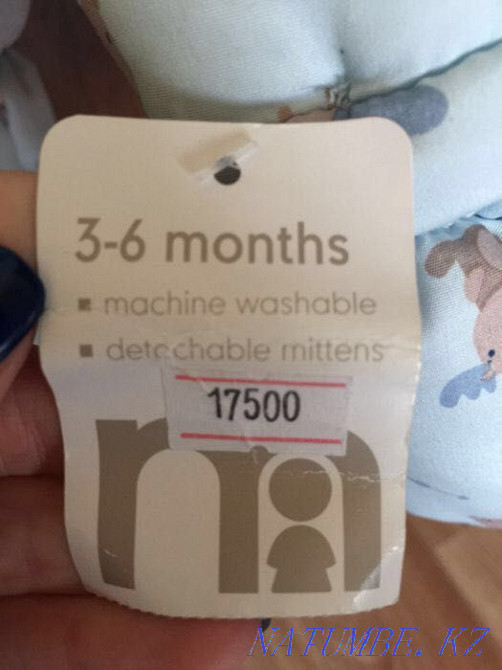 3-6 months
machine washable
detachable mittens
17500
m
NATUMBE. KZ